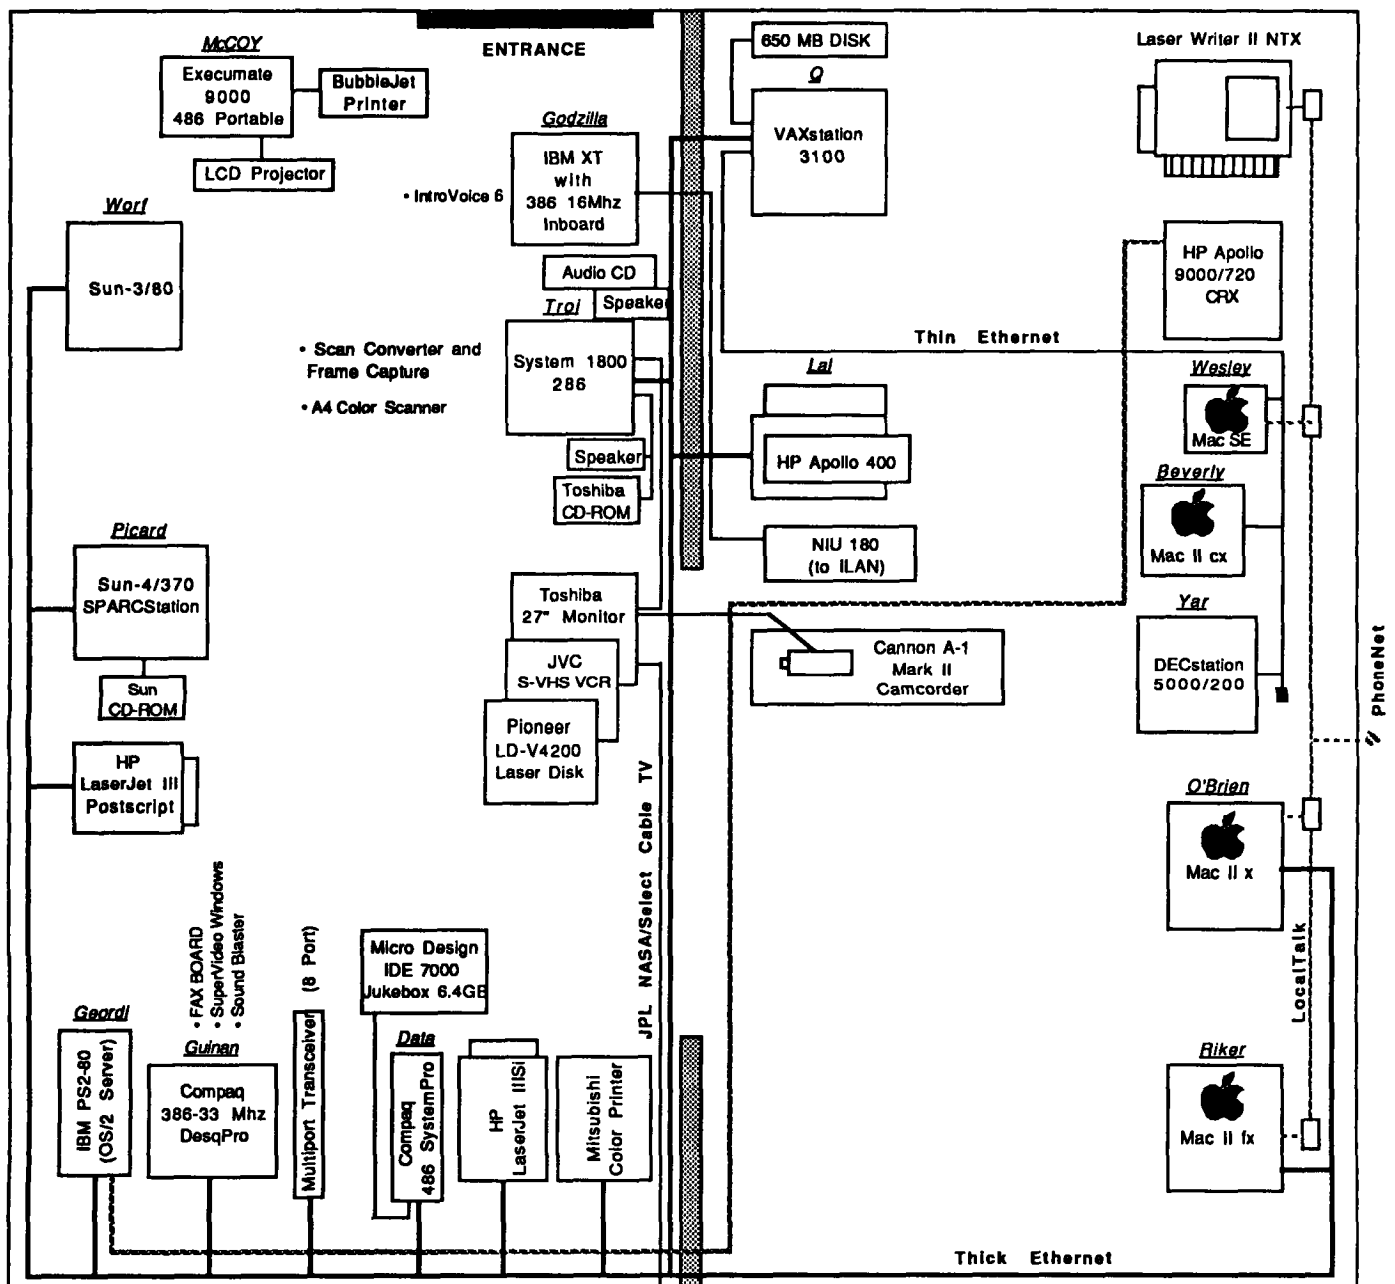 ENTRANCE
McCOY
Execumate
9000
486 Portable
BubbleJet
Printer
LCD Projector
Godzilla
IBM XT
with
386 16Mhz
Inboard
• IntroVoice 6
Audio CD
Speaker
Troi
System 1800
286
• Scan Converter and
Frame Capture
• A4 Color Scanner
Speaker
Toshiba
CD-ROM
Worf
Sun-3/80
Picard
Sun-4/370
SPARCStation
Sun
CD-ROM
HP
LaserJet III
Postscript
Toshiba
27" Monitor
JVC
S-VHS VCR
Pioneer
LD-V4200
Laser Disk
JPL NASA/Select Cable TV
650 MB DISK
Q
VAXstation
3100
Laser Writer II NTX
HP Apollo
9000/720
CRX
Thin Ethernet
Lal
HP Apollo 400
NIU 180
(to ILAN)
Cannon A-1
Mark II
Camcorder
Wesley
Mac SE
Beverly
Mac II cx
Yar
DECstation
5000/200
PhoneNet
O'Brien
Mac II x
LocalTalk
Riker
Mac II fx
Geordi
IBM PS2-80
(OS/2 Server)
• FAX BOARD
• SuperVideo Windows
• Sound Blaster
Guinan
Compaq
386-33 Mhz
DesqPro
Multiport Transceiver (8 Port)
Micro Design
IDE 7000
Jukebox 6.4GB
Data
Compaq
486 SystemPro
HP
LaserJet IIISi
Mitsubishi
Color Printer
Thick Ethernet